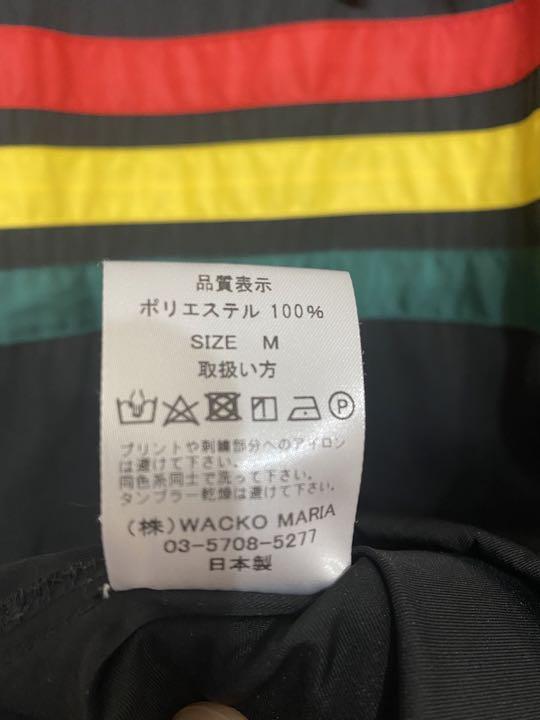 品質表示
ポリエステル 100%
SIZE M
取扱い方
プリントや刺繍部分へのアイロン
は避けて下さい。
同色系同士で洗って下さい。
タンブラー乾燥は避けて下さい。
(株)WACKO MARIA
03-5708-5277
日本製